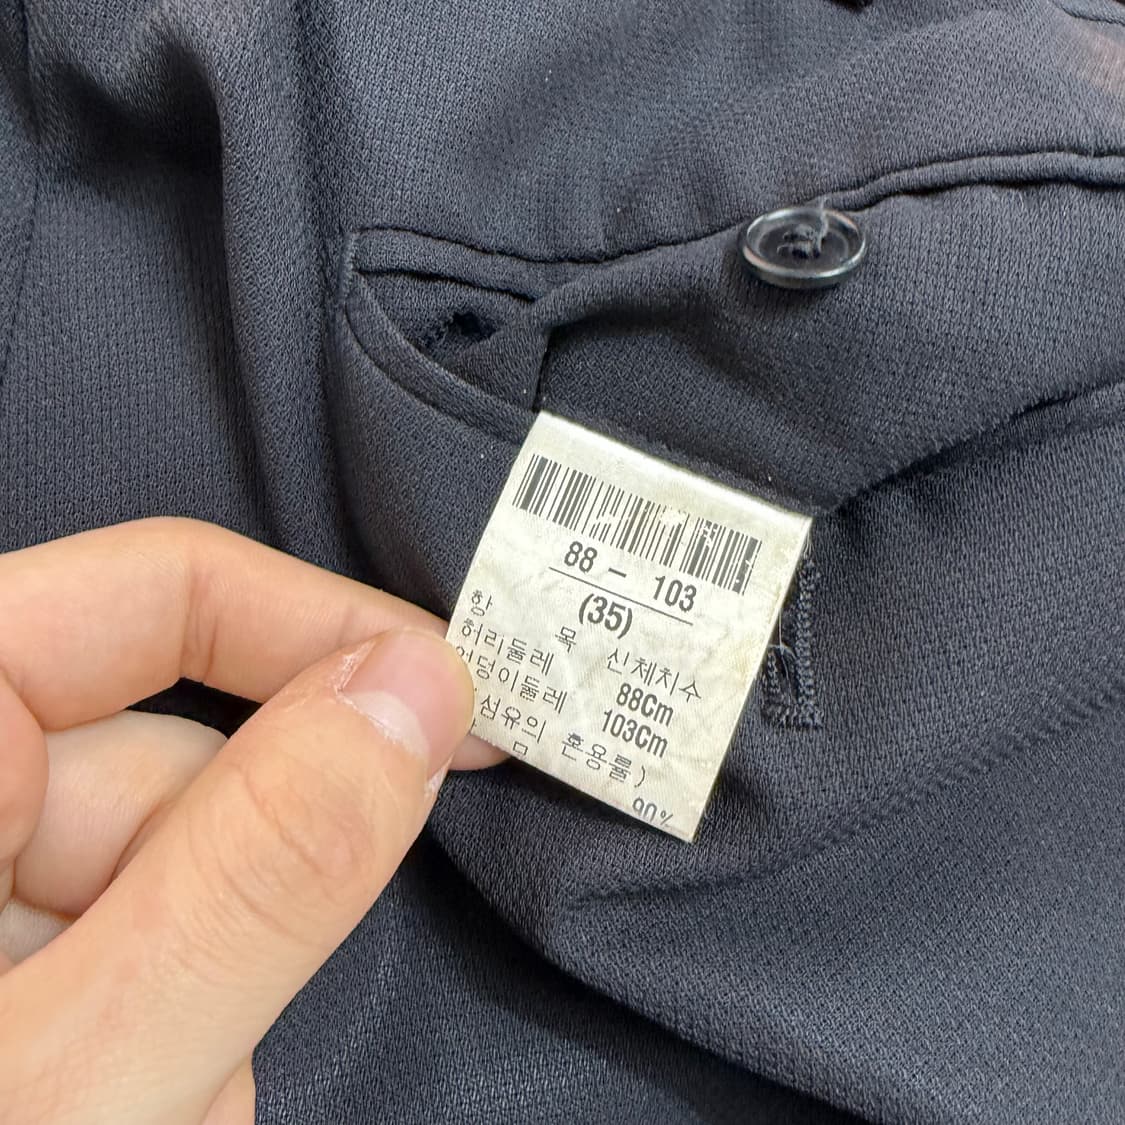 88 - 103
(35)
항 목 신체치수
허리둘레 88Cm
엉덩이둘레 103Cm
섬유의 혼용률)
90%